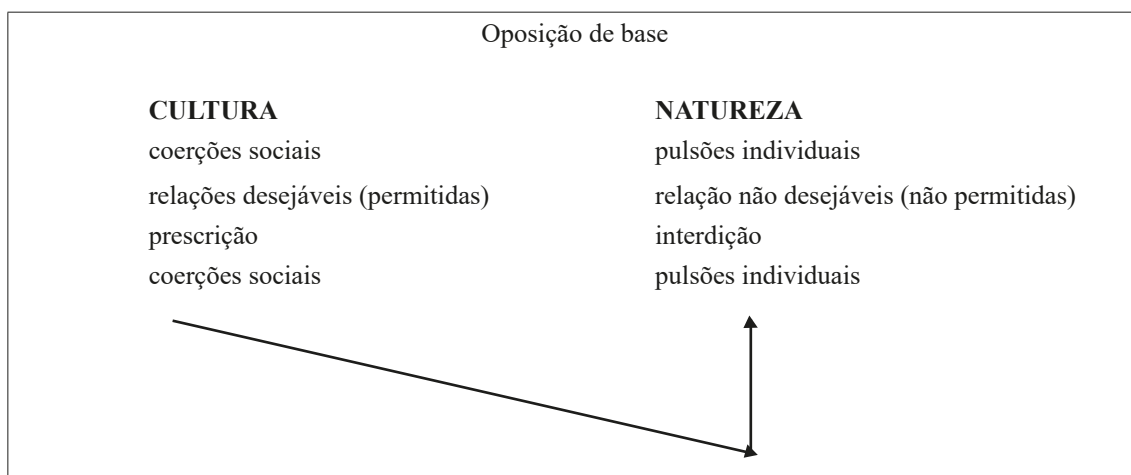 Oposição de base
CULTURA NATUREZA
coerções sociais pulsões individuais
relações desejáveis (permitidas) relação não desejáveis (não permitidas)
prescrição interdição
coerções sociais pulsões individuais